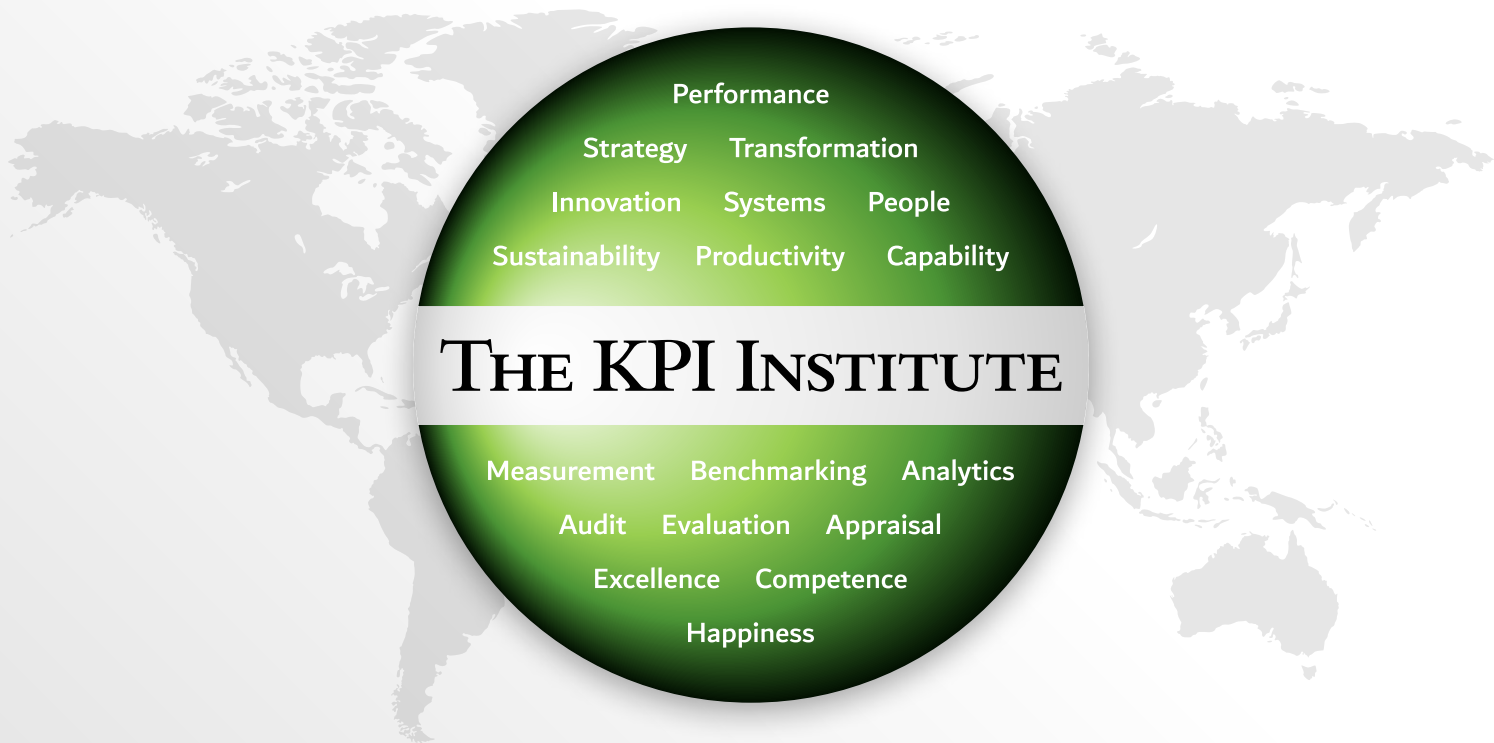 Performance
Strategy Transformation
Innovation Systems People
Sustainability Productivity Capability
The KPI Institute
Measurement Benchmarking Analytics
Audit Evaluation Appraisal
Excellence Competence
Happiness